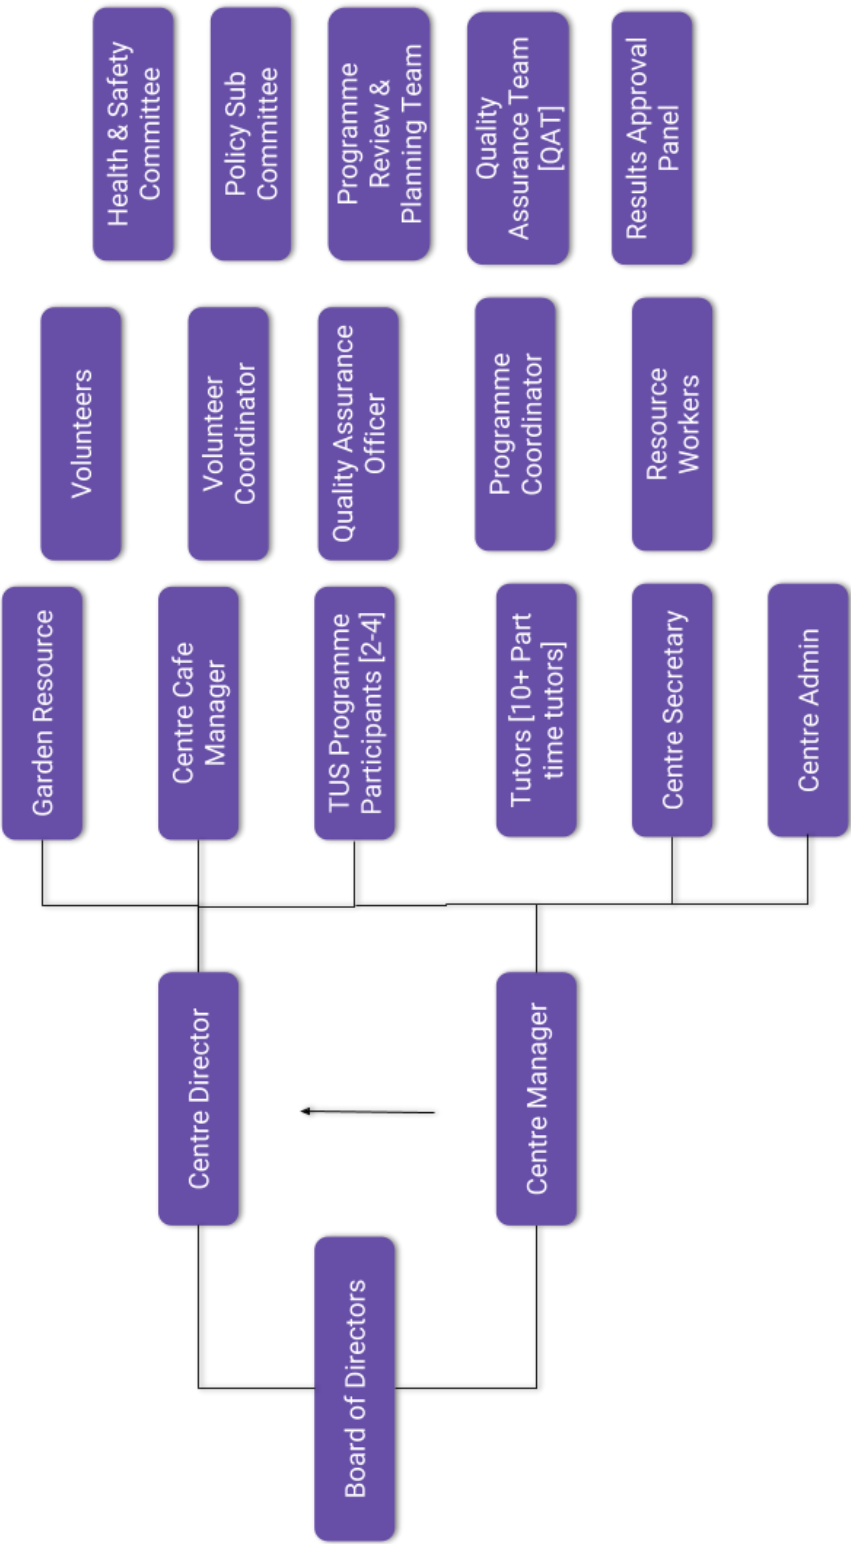 Board of Directors
Centre Director
Centre Manager
Garden Resource
Centre Cafe
Manager
TUS Programme
Participants [2-4]
Tutors [10+ Part
time tutors]
Centre Secretary
Centre Admin
Volunteers
Volunteer
Coordinator
Quality Assurance
Officer
Programme
Coordinator
Resource
Workers
Health & Safety
Committee
Policy Sub
Committee
Programme
Review &
Planning Team
Quality
Assurance Team
[QAT]
Results Approval
Panel